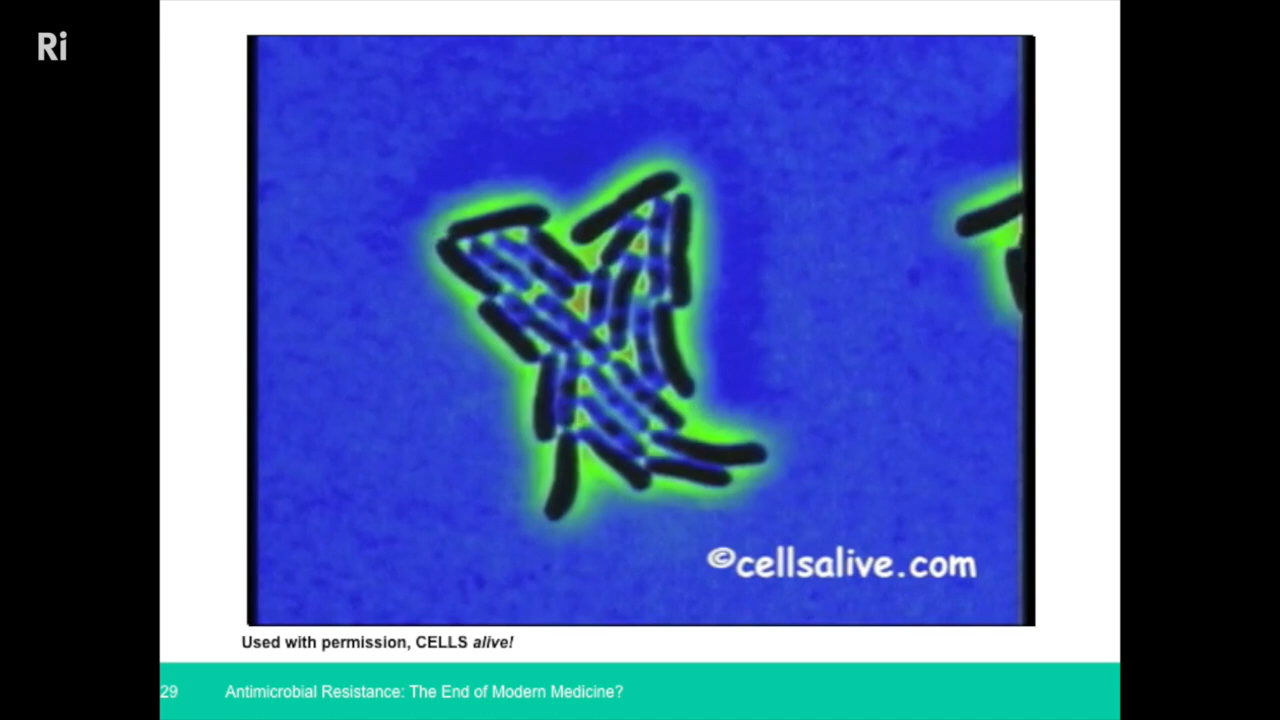 Ri
©cellsalive.com
Used with permission, CELLS alive!
29 Antimicrobial Resistance: The End of Modern Medicine?